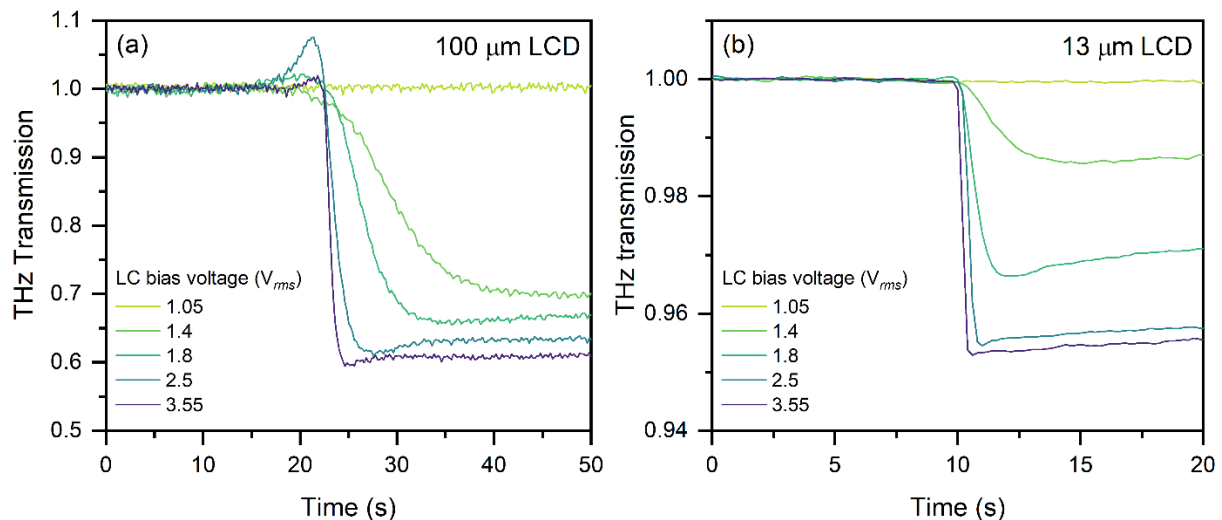 (a)
100 μm LCD
1.1
1.0
0.9
0.8
0.7
0.6
0.5
THz Transmission
LC bias voltage (Vrms)
1.05
1.4
1.8
2.5
3.55
0 10 20 30 40 50
Time (s)
(b)
13 μm LCD
1.00
0.98
0.96
0.94
THz transmission
LC bias voltage (Vrms)
1.05
1.4
1.8
2.5
3.55
0 5 10 15 20
Time (s)